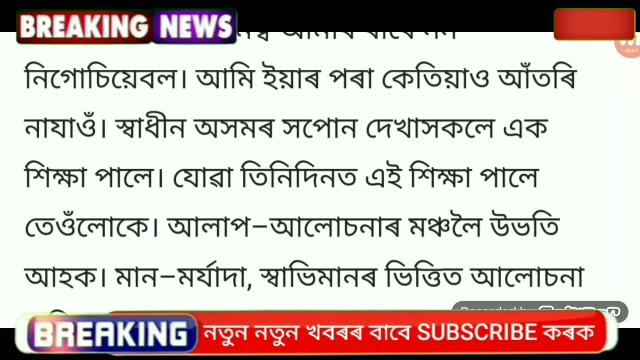 BREAKING NEWS
নিগোচিয়েবল। আমি ইয়াৰ পৰা কেতিয়াও আঁতৰি
নাযাওঁ। স্বাধীন অসমৰ সপোন দেখাসকলে এক
শিক্ষা পালে। যোৱা তিনিদিনত এই শিক্ষা পালে
তেওঁলোকে। আলাপ–আলোচনাৰ মঞ্চলৈ উভতি
আহক। মান–মৰ্যাদা, স্বাভিমানৰ ভিত্তিত আলোচনা
BREAKING নতুন নতুন খবৰৰ বাবে SUBSCRIBE কৰক